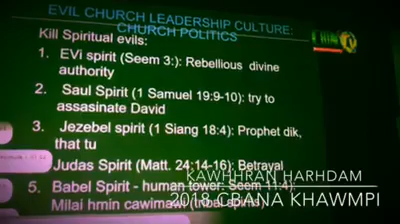 EVIL CHURCH LEADERSHIP CULTURE:
CHURCH POLITICS
Kill Spiritual evils:
1. EVi spirit (Seem 3:): Rebellious divine
authority
2. Saul Spirit (1 Samuel 19:9-10): try to
assasinate David
3. Jezebel spirit (1 Siang 18:4): Prophet dik,
that tu
Judas Spirit (Matt. 24:14-16): Betrayal
5. Babel Spirit - human tower: Seem 11:4):
Milai hmin cawimawi (tribal spirits)
KAWHHRAN HARHDAM
2018 CBANA KHAWMPI